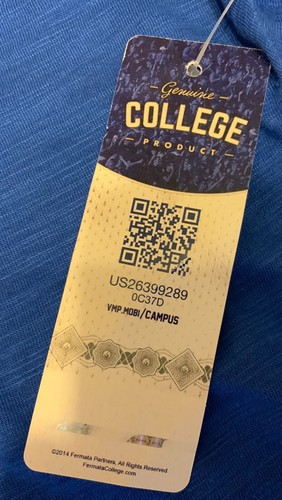 Genuine
COLLEGE
PRODUCT
US26399289
0C37D
VMP.MOBI/CAMPUS
©2014 Fermata Partners, All Rights Reserved
FermataCollege.com